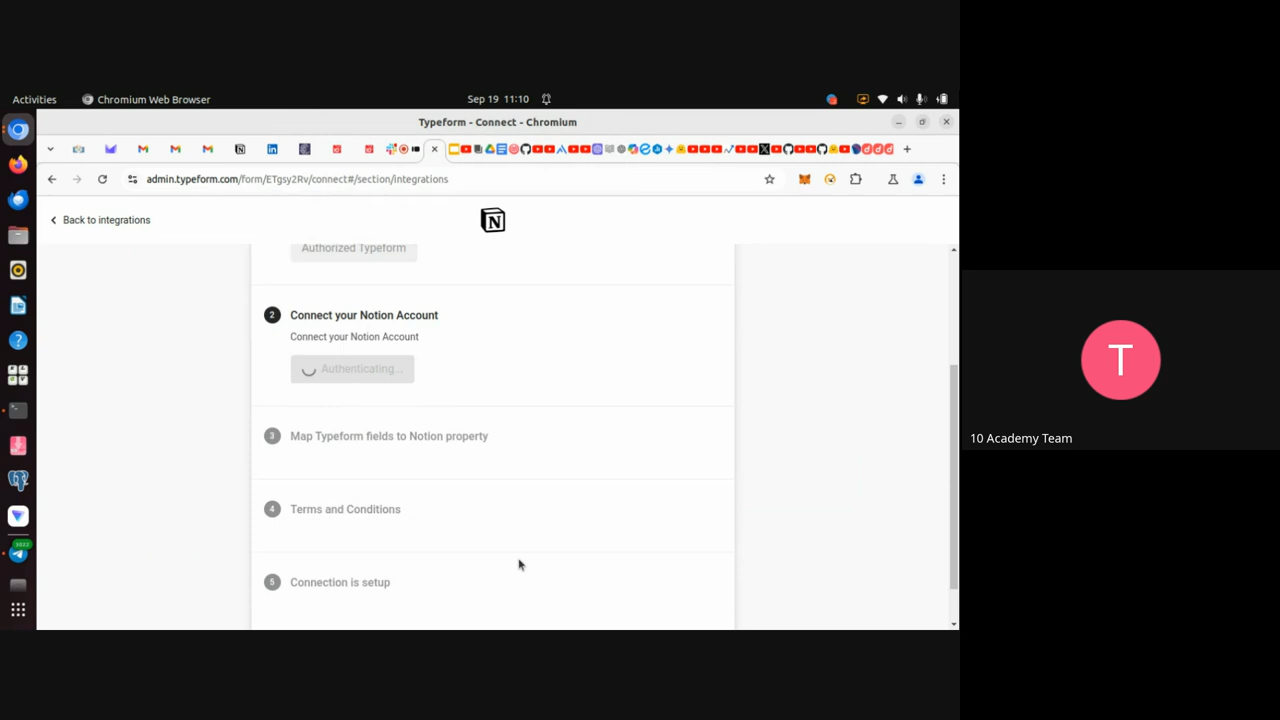 Activities
Chromium Web Browser
Sep 19 11:10
Typeform - Connect - Chromium
admin.typeform.com/form/ETgsy2Rv/connect#/section/integrations
Back to integrations
N
Authorized Typeform
2 Connect your Notion Account
Connect your Notion Account
Authenticating...
3 Map Typeform fields to Notion property
4 Terms and Conditions
5 Connection is setup
T
10 Academy Team